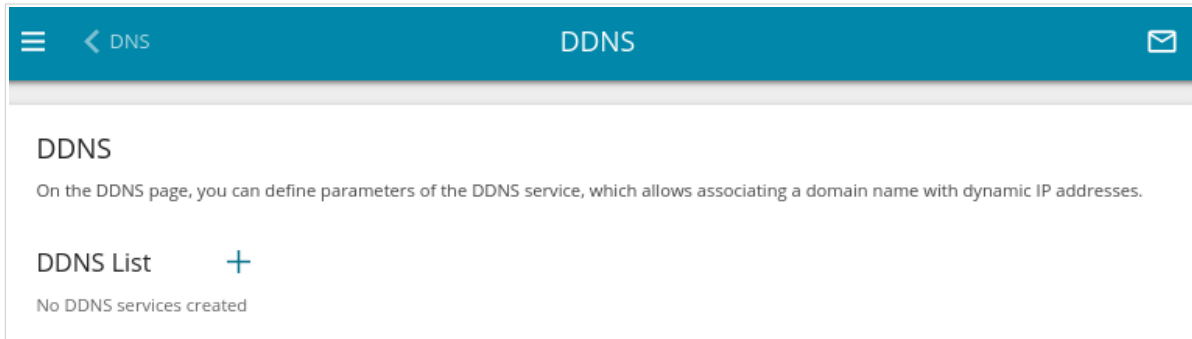 DNS
DDNS
DDNS
On the DDNS page, you can define parameters of the DDNS service, which allows associating a domain name with dynamic IP addresses.
DDNS List
No DDNS services created